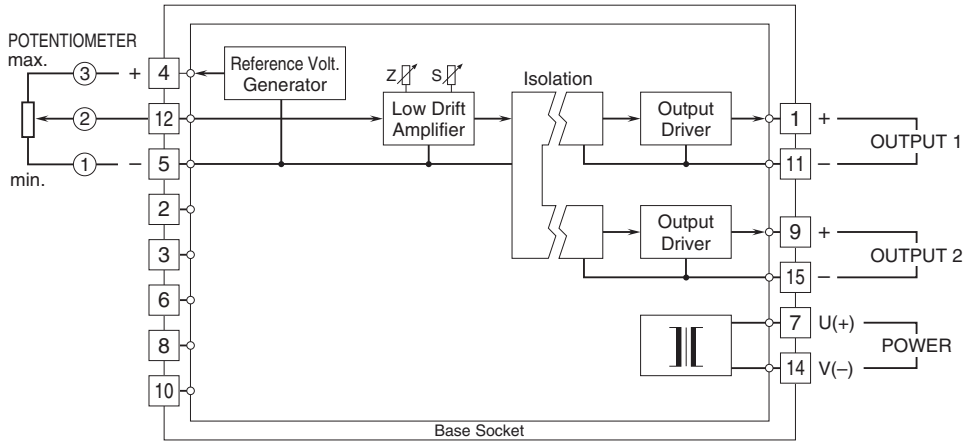 POTENTIOMETER
max.
3 + 4
2 12
1 – 5
min.
2
3
6
8
10
Reference Volt.
Generator
Z S
Low Drift
Amplifier
Isolation
Output
Driver
1 +
OUTPUT 1
11 –
Output
Driver
9 +
OUTPUT 2
15 –
7 U(+)
POWER
14 V(–)
Base Socket